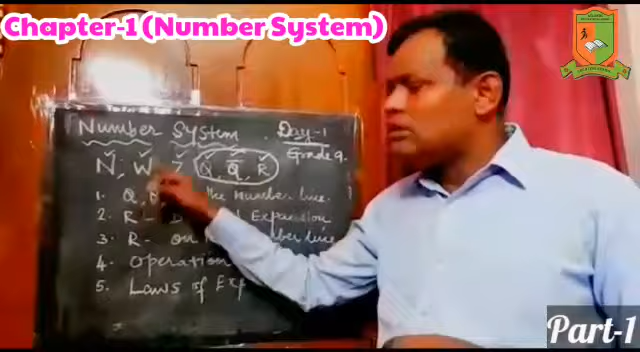 Chapter-1 (Number System)
Number System Day-1
Grade 9.
N, W, Z, Q, Q̅, R
1. Q, the Number line.
2. R - Expansion
3. R - on number line
4. Operation
5. Laws of Exp
Part-1